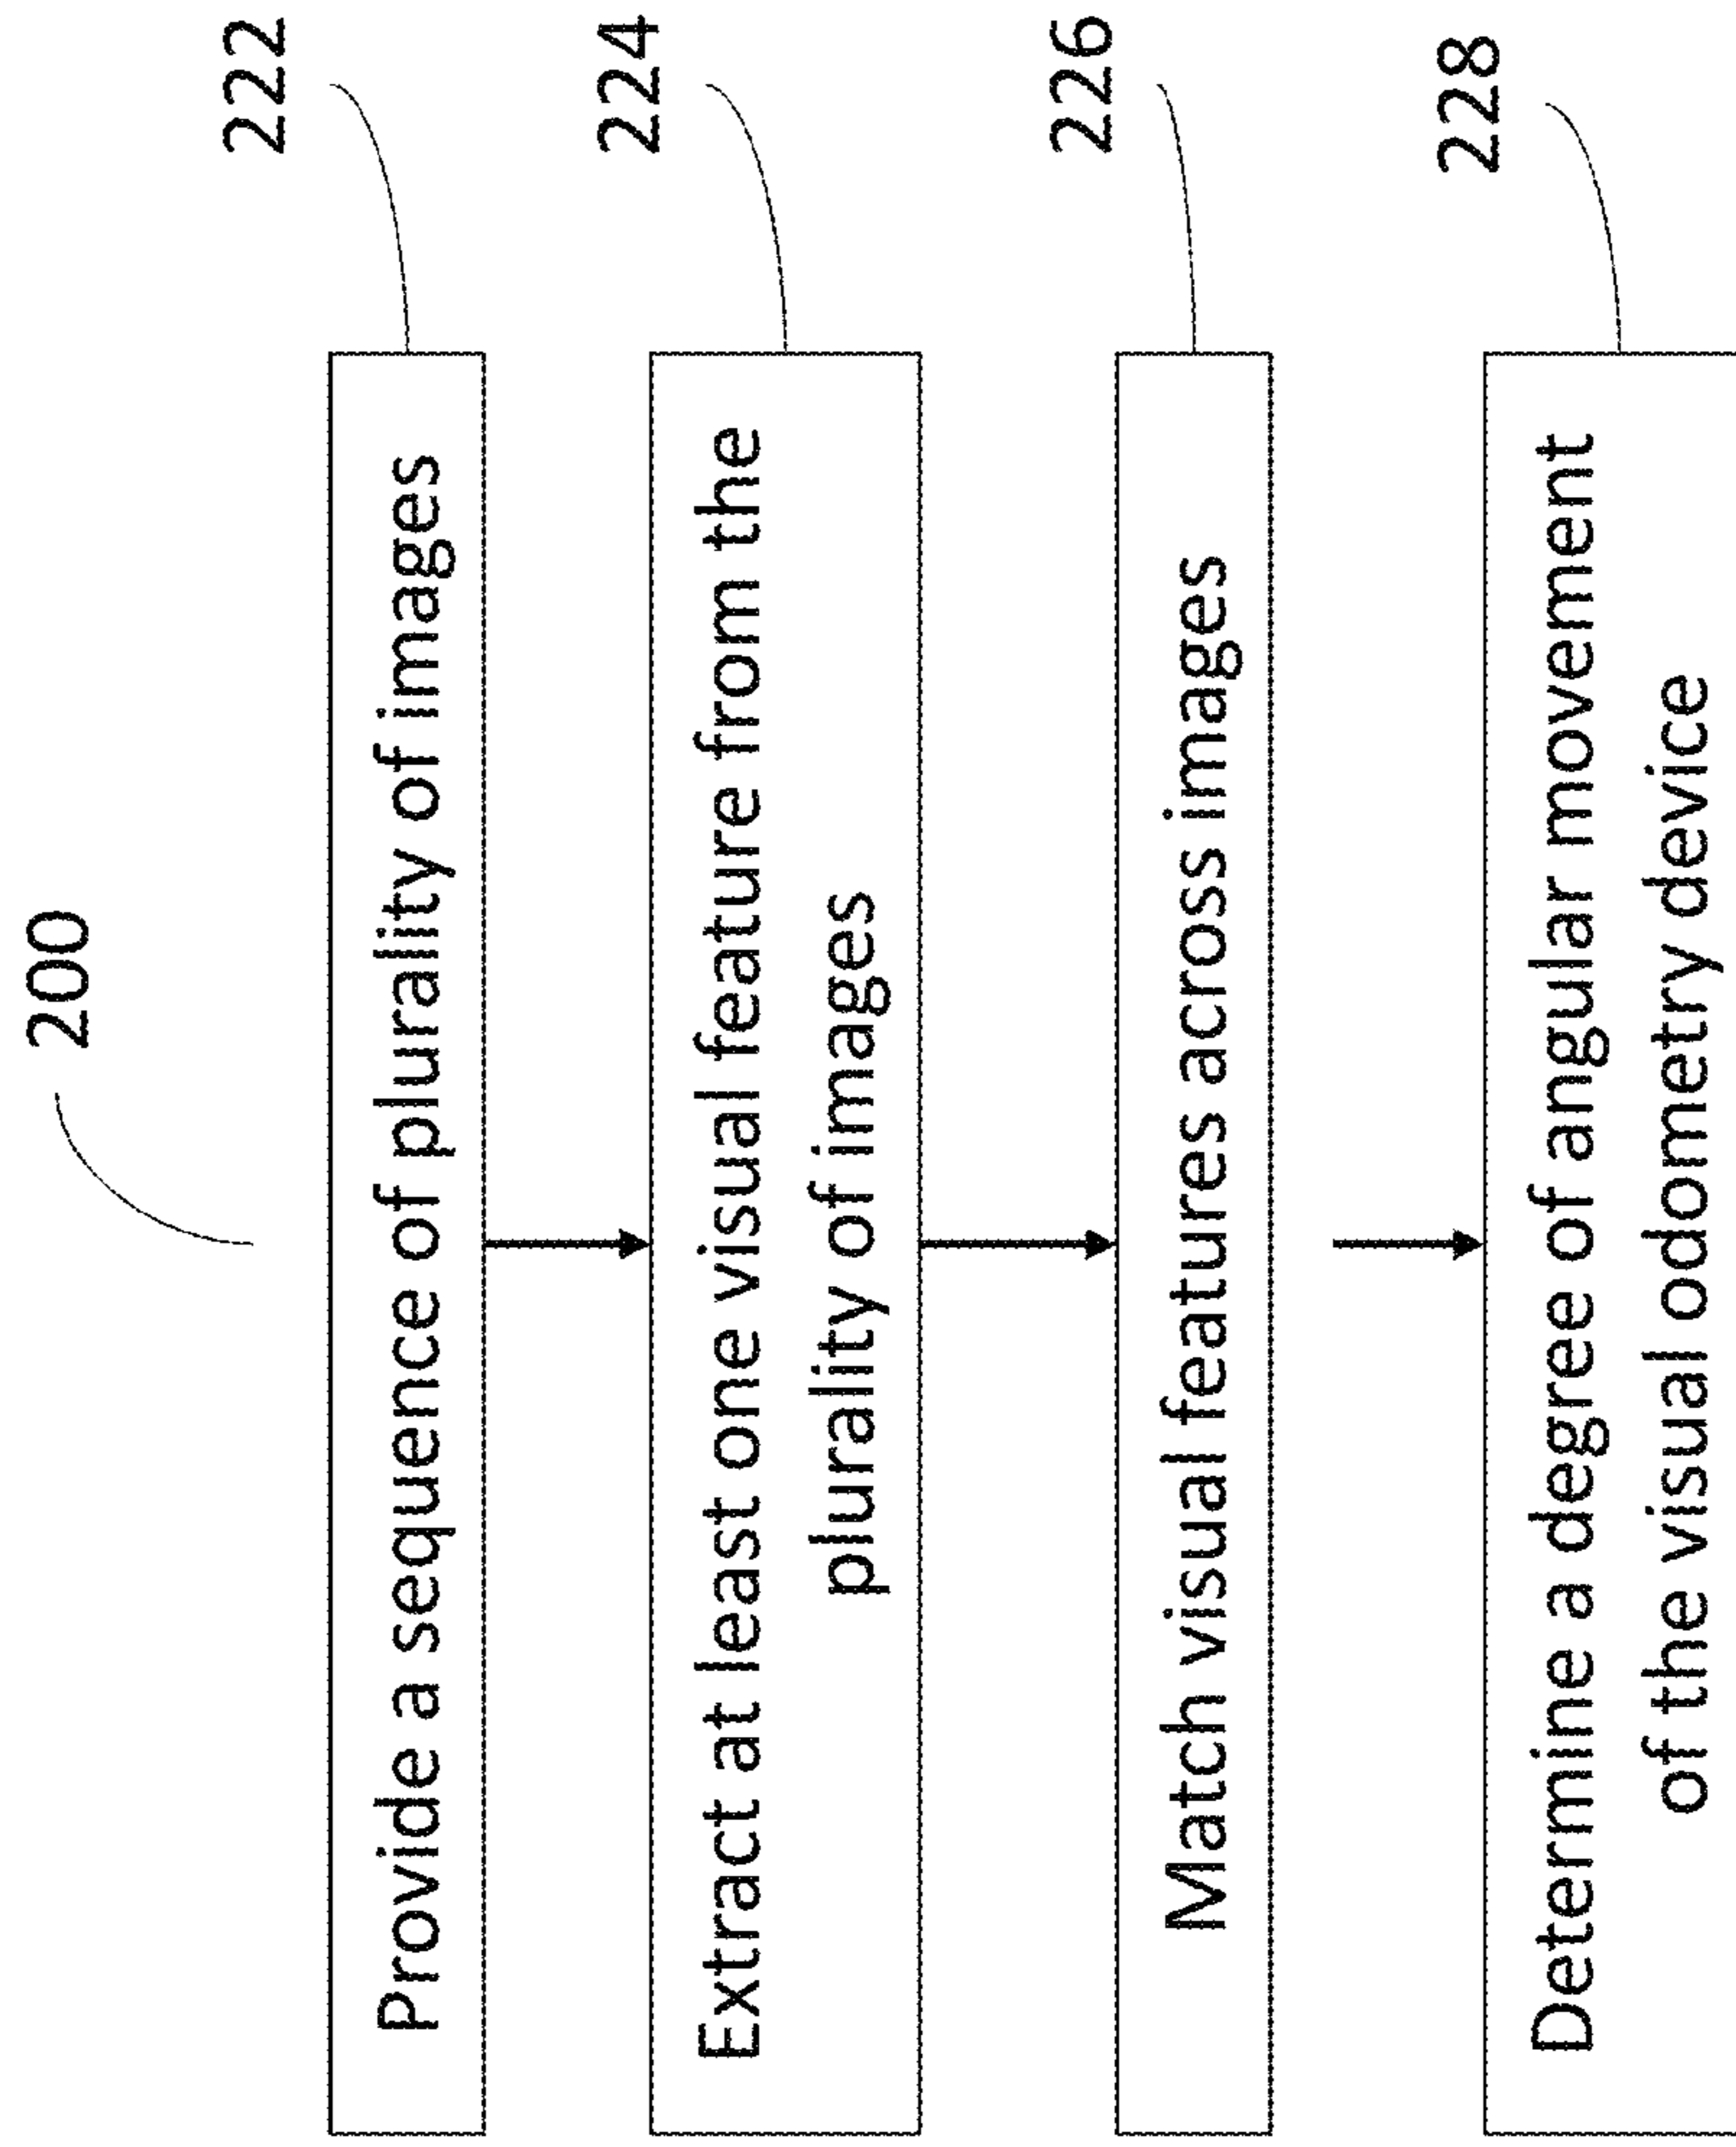 200
222
Provide a sequence of plurality of images
224
Extract at least one visual feature from the
plurality of images
226
Match visual features across images
228
Determine a degree of angular movement
of the visual odometry device